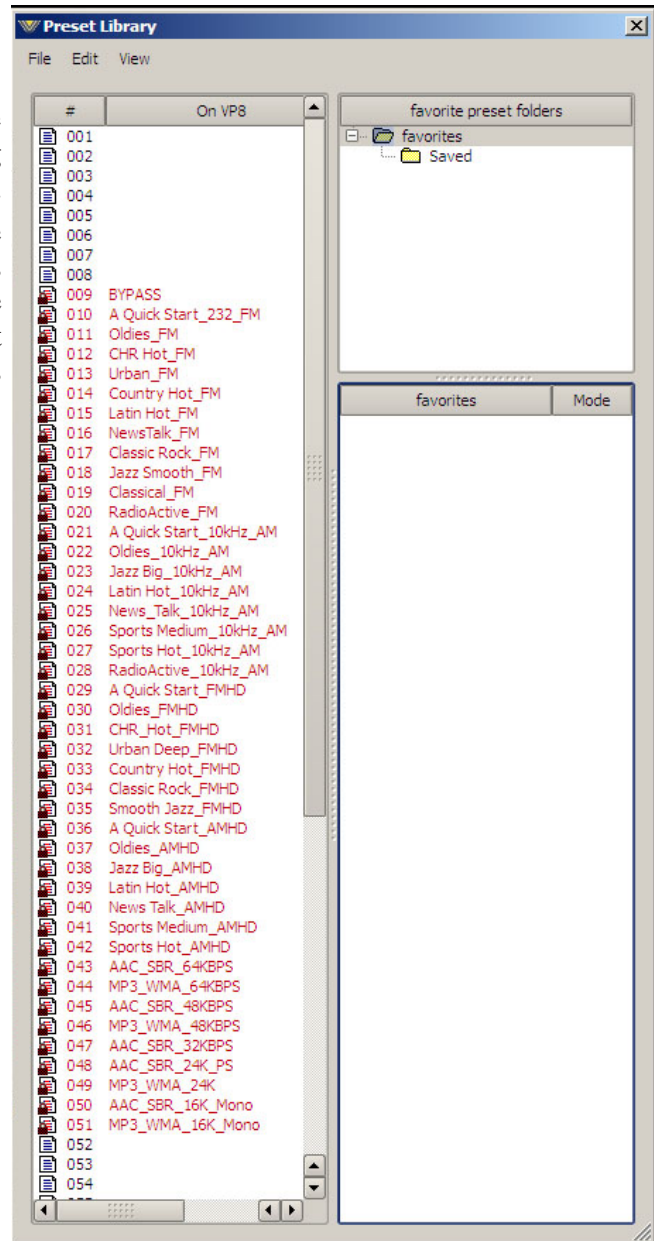 Preset Library
File Edit View
# On VP8
001
002
003
004
005
006
007
008
009 BYPASS
010 A Quick Start_232_FM
011 Oldies_FM
012 CHR Hot_FM
013 Urban_FM
014 Country Hot_FM
015 Latin Hot_FM
016 NewsTalk_FM
017 Classic Rock_FM
018 Jazz Smooth_FM
019 Classical_FM
020 RadioActive_FM
021 A Quick Start_10kHz_AM
022 Oldies_10kHz_AM
023 Jazz Big_10kHz_AM
024 Latin Hot_10kHz_AM
025 News_Talk_10kHz_AM
026 Sports Medium_10kHz_AM
027 Sports Hot_10kHz_AM
028 RadioActive_10kHz_AM
029 A Quick Start_FMHD
030 Oldies_FMHD
031 CHR_Hot_FMHD
032 Urban Deep_FMHD
033 Country Hot_FMHD
034 Classic Rock_FMHD
035 Smooth Jazz_FMHD
036 A Quick Start_AMHD
037 Oldies_AMHD
038 Jazz Big_AMHD
039 Latin Hot_AMHD
040 News Talk_AMHD
041 Sports Medium_AMHD
042 Sports Hot_AMHD
043 AAC_SBR_64KBPS
044 MP3_WMA_64KBPS
045 AAC_SBR_48KBPS
046 MP3_WMA_48KBPS
047 AAC_SBR_32KBPS
048 AAC_SBR_24K_PS
049 MP3_WMA_24K
050 AAC_SBR_16K_Mono
051 MP3_WMA_16K_Mono
052
053
054
favorite preset folders
favorites
Saved
favorites Mode